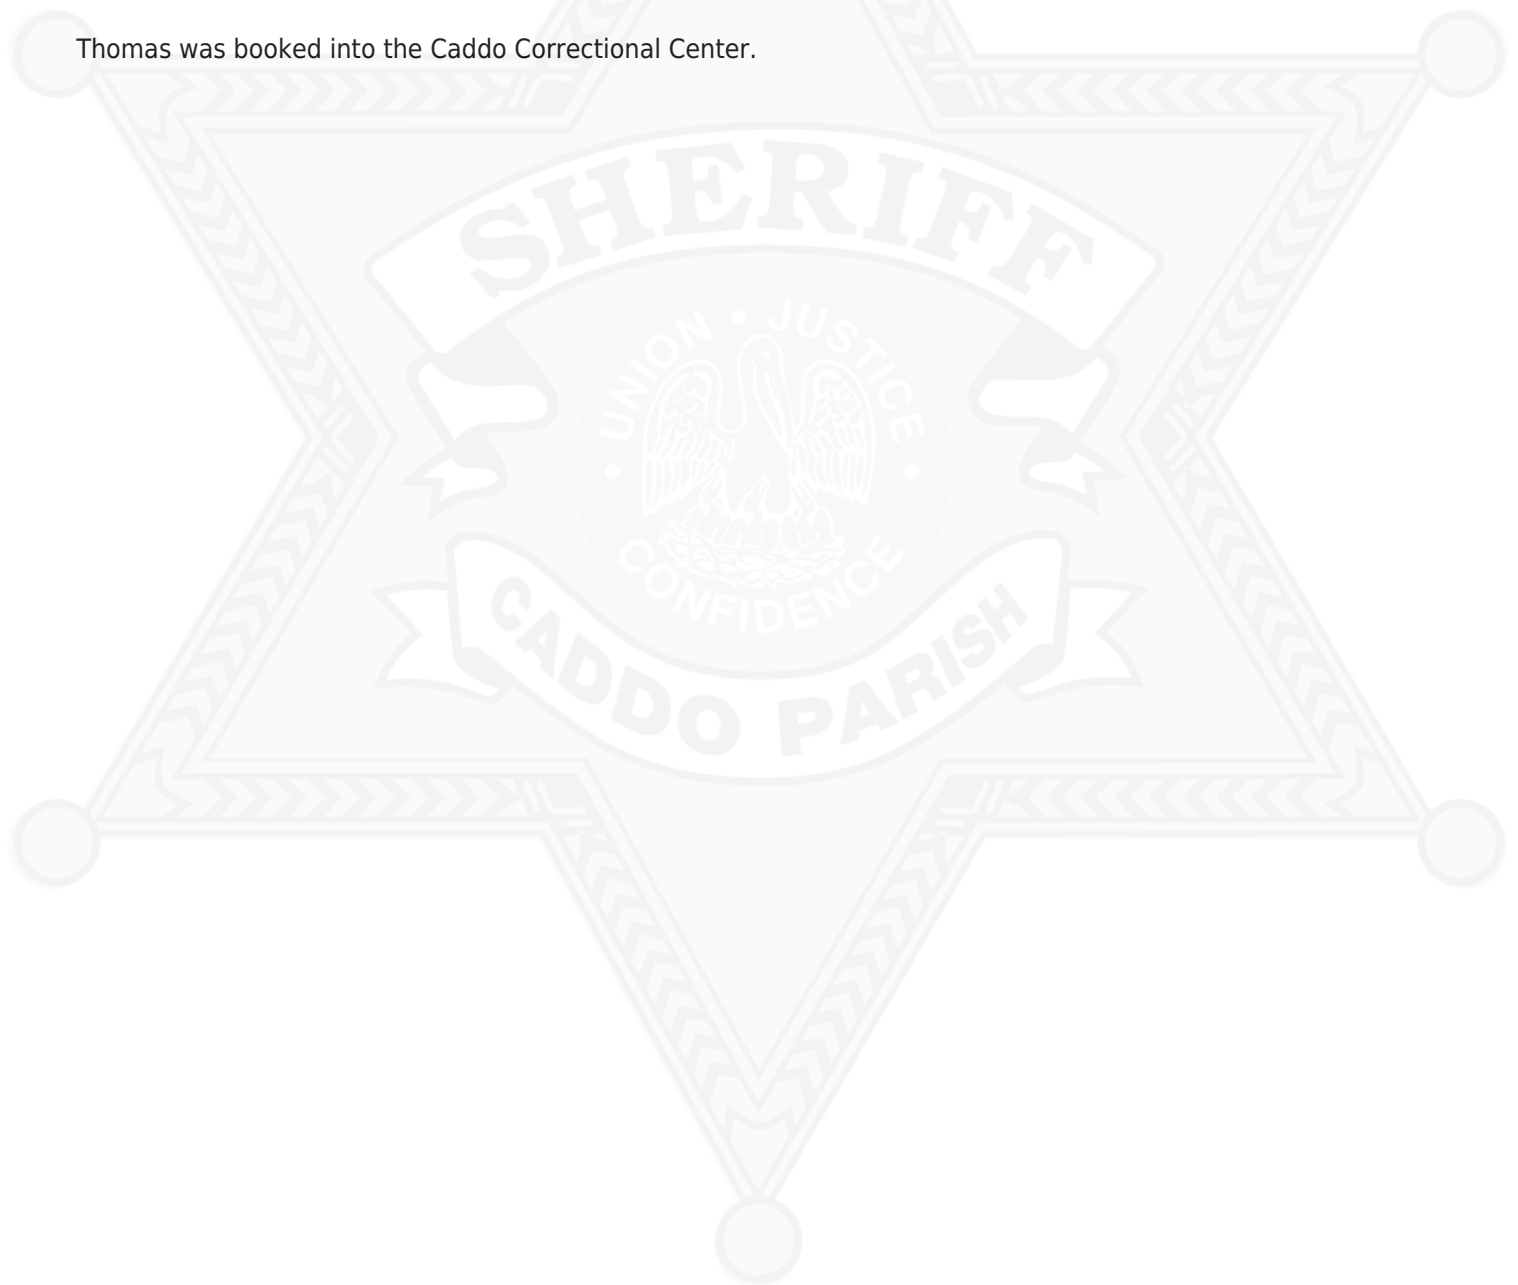 Thomas was booked into the Caddo Correctional Center.
SHERIFF
UNION • JUSTICE
• CONFIDENCE •
CADDO PARISH